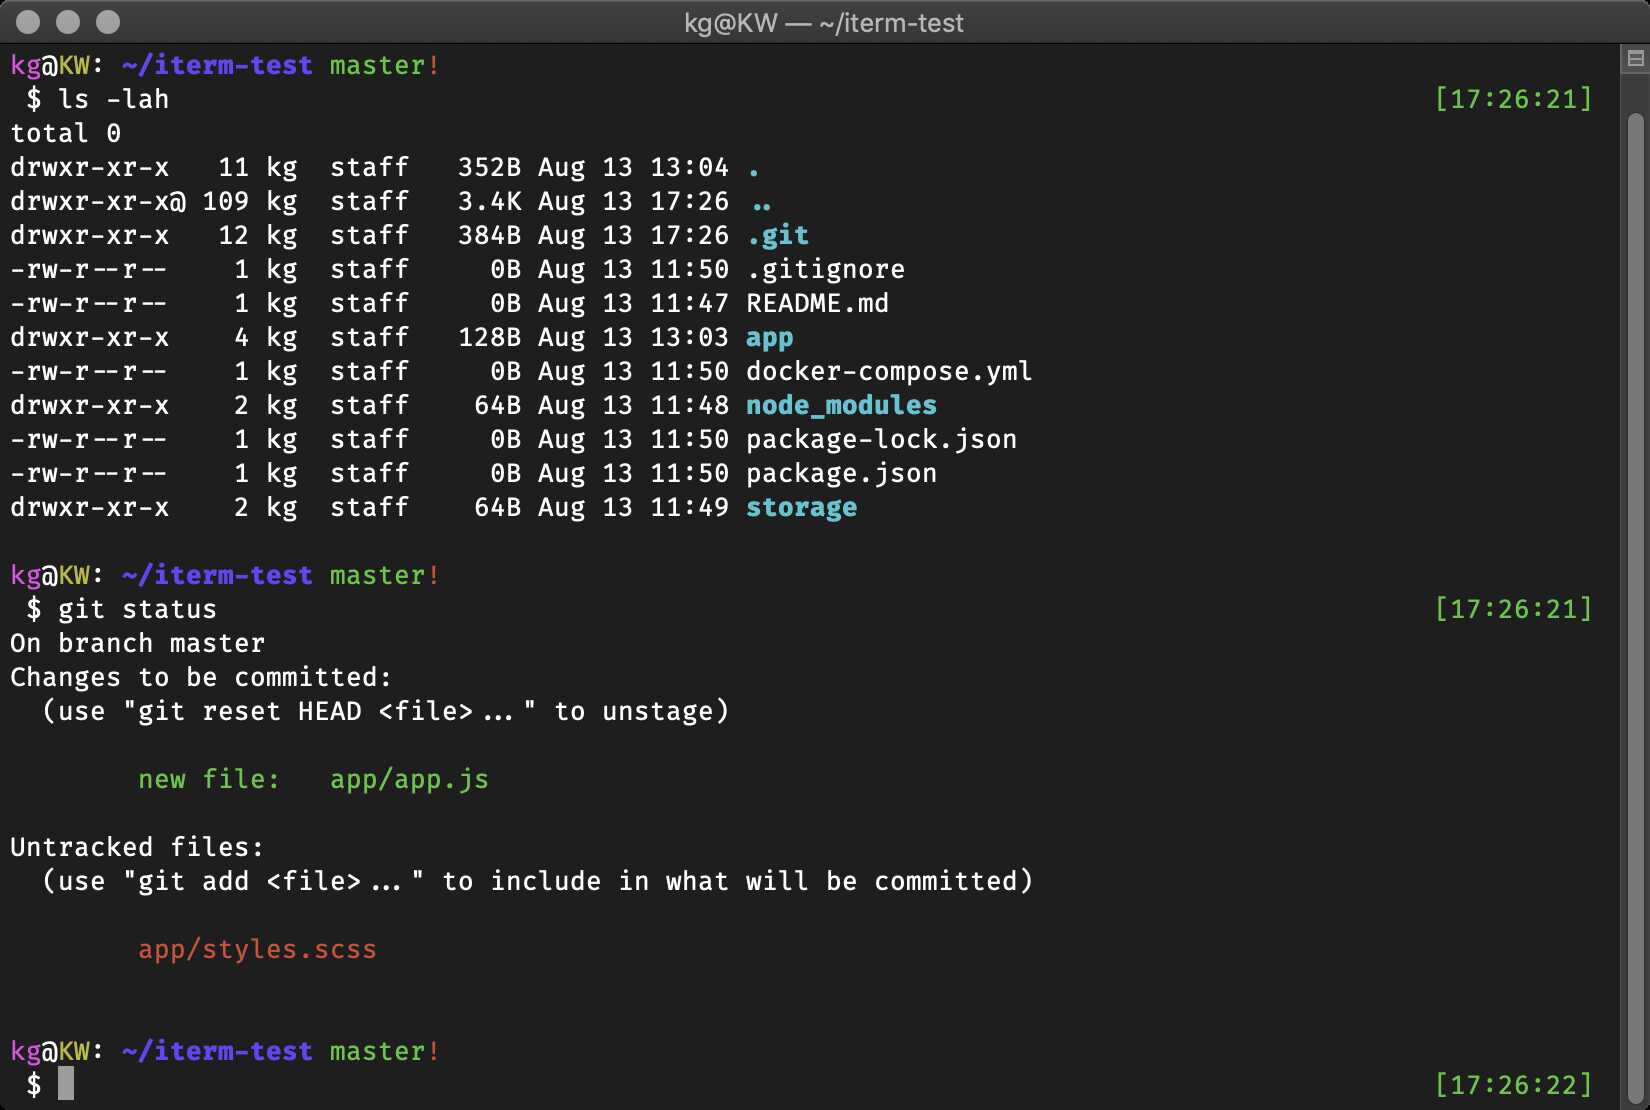 kg@KW — ~/iterm-test
kg@KW: ~/iterm-test master!
$ ls -lah [17:26:21]
total 0
drwxr-xr-x   11 kg  staff   352B Aug 13 13:04 .
drwxr-xr-x@ 109 kg  staff   3.4K Aug 13 17:26 ..
drwxr-xr-x   12 kg  staff   384B Aug 13 17:26 .git
-rw-r--r--    1 kg  staff     0B Aug 13 11:50 .gitignore
-rw-r--r--    1 kg  staff     0B Aug 13 11:47 README.md
drwxr-xr-x    4 kg  staff   128B Aug 13 13:03 app
-rw-r--r--    1 kg  staff     0B Aug 13 11:50 docker-compose.yml
drwxr-xr-x    2 kg  staff    64B Aug 13 11:48 node_modules
-rw-r--r--    1 kg  staff     0B Aug 13 11:50 package-lock.json
-rw-r--r--    1 kg  staff     0B Aug 13 11:50 package.json
drwxr-xr-x    2 kg  staff    64B Aug 13 11:49 storage
kg@KW: ~/iterm-test master!
$ git status [17:26:21]
On branch master
Changes to be committed:
(use "git reset HEAD <file>..." to unstage)
new file:   app/app.js
Untracked files:
(use "git add <file>..." to include in what will be committed)
app/styles.scss
kg@KW: ~/iterm-test master!
$ [17:26:22]